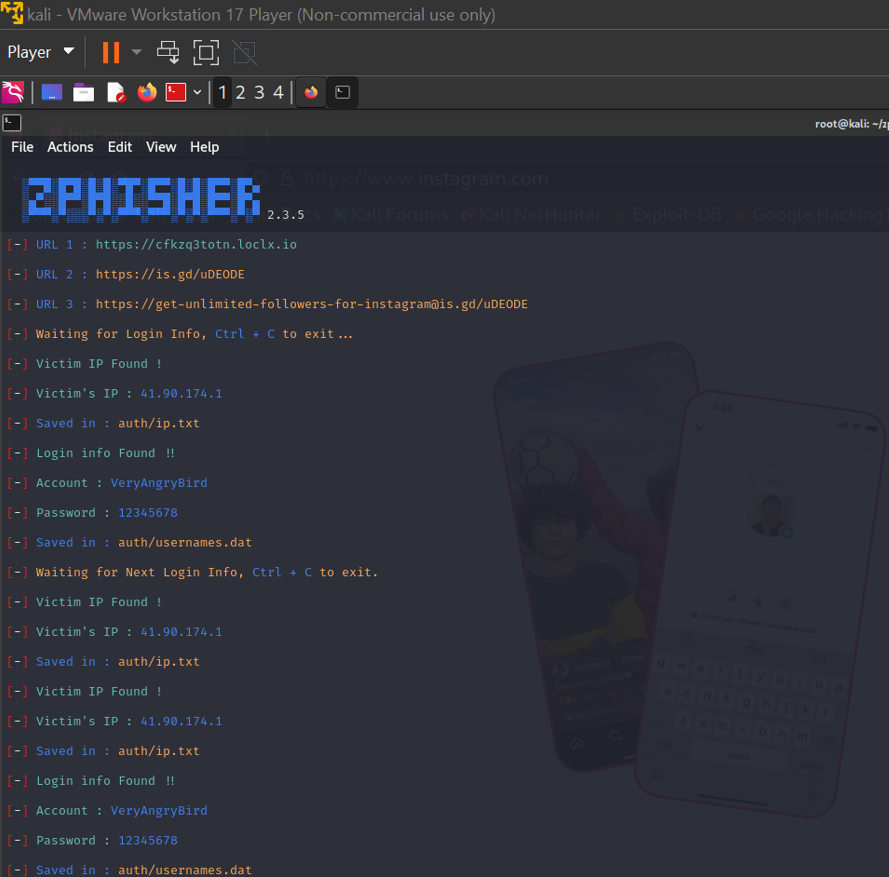 kali - VMware Workstation 17 Player (Non-commercial use only)
Player
1 2 3 4
Instagram
root@kali: ~/zp
File Actions Edit View Help
https://www.instagram.com
ZPHISHER 2.3.5
Kali Forums Kali NetHunter Exploit-DB Google Hacking
[-] URL 1 : https://cfkzq3totn.loclx.io
[-] URL 2 : https://is.gd/uDEODE
[-] URL 3 : https://get-unlimited-followers-for-instagram@is.gd/uDEODE
[-] Waiting for Login Info, Ctrl + C to exit...
[-] Victim IP Found !
[-] Victim's IP : 41.90.174.1
[-] Saved in : auth/ip.txt
[-] Login info Found !!
[-] Account : VeryAngryBird
[-] Password : 12345678
[-] Saved in : auth/usernames.dat
[-] Waiting for Next Login Info, Ctrl + C to exit.
[-] Victim IP Found !
[-] Victim's IP : 41.90.174.1
[-] Saved in : auth/ip.txt
[-] Victim IP Found !
[-] Victim's IP : 41.90.174.1
[-] Saved in : auth/ip.txt
[-] Login info Found !!
[-] Account : VeryAngryBird
[-] Password : 12345678
[-] Saved in : auth/usernames.dat
q w e r t y u i o p
a s d f g h j k l
z x c v b n m